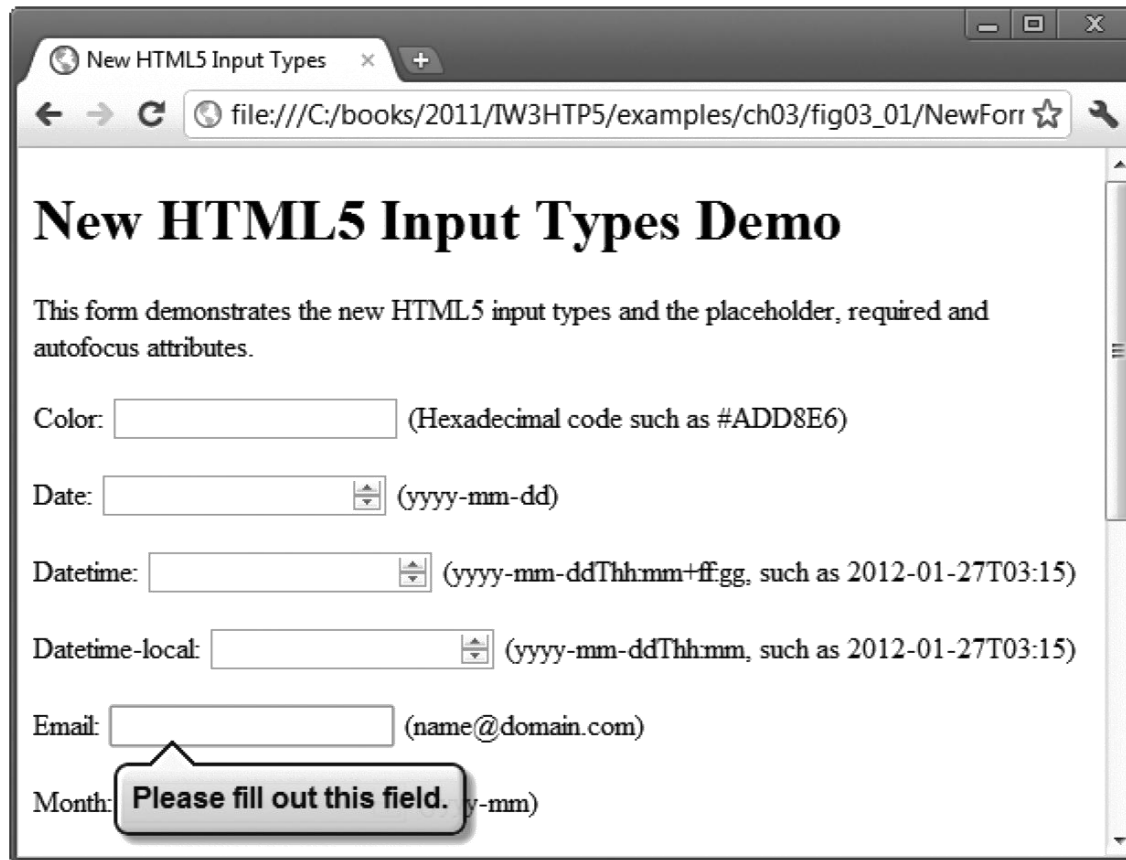 New HTML5 Input Types
file:///C:/books/2011/IW3HTP5/examples/ch03/fig03_01/NewForr
New HTML5 Input Types Demo
This form demonstrates the new HTML5 input types and the placeholder, required and
autofocus attributes.
Color: (Hexadecimal code such as #ADD8E6)
Date: (yyyy-mm-dd)
Datetime: (yyyy-mm-ddThh:mm+ff:gg, such as 2012-01-27T03:15)
Datetime-local: (yyyy-mm-ddThh:mm, such as 2012-01-27T03:15)
Email: (name@domain.com)
Please fill out this field.
Month: y-mm)